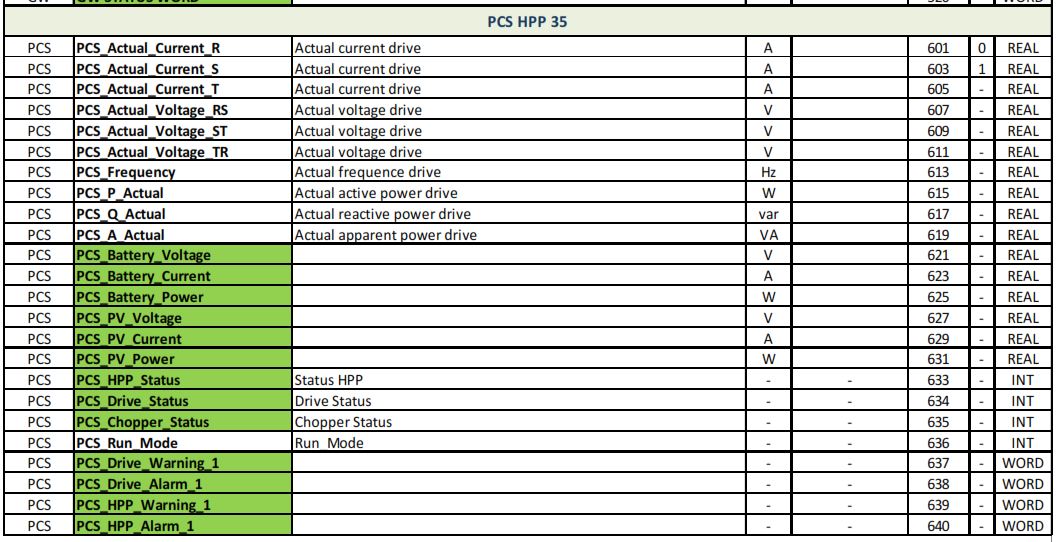 GW GW STATUS WORD 320 WORD
PCS HPP 35
PCS PCS_Actual_Current_R Actual current drive A 601 0 REAL
PCS PCS_Actual_Current_S Actual current drive A 603 1 REAL
PCS PCS_Actual_Current_T Actual current drive A 605 - REAL
PCS PCS_Actual_Voltage_RS Actual voltage drive V 607 - REAL
PCS PCS_Actual_Voltage_ST Actual voltage drive V 609 - REAL
PCS PCS_Actual_Voltage_TR Actual voltage drive V 611 - REAL
PCS PCS_Frequency Actual frequence drive Hz 613 - REAL
PCS PCS_P_Actual Actual active power drive W 615 - REAL
PCS PCS_Q_Actual Actual reactive power drive var 617 - REAL
PCS PCS_A_Actual Actual apparent power drive VA 619 - REAL
PCS PCS_Battery_Voltage V 621 - REAL
PCS PCS_Battery_Current A 623 - REAL
PCS PCS_Battery_Power W 625 - REAL
PCS PCS_PV_Voltage V 627 - REAL
PCS PCS_PV_Current A 629 - REAL
PCS PCS_PV_Power W 631 - REAL
PCS PCS_HPP_Status Status HPP - - 633 - INT
PCS PCS_Drive_Status Drive Status - - 634 - INT
PCS PCS_Chopper_Status Chopper Status - - 635 - INT
PCS PCS_Run_Mode Run_Mode - - 636 - INT
PCS PCS_Drive_Warning_1 - - 637 - WORD
PCS PCS_Drive_Alarm_1 - - 638 - WORD
PCS PCS_HPP_Warning_1 - - 639 - WORD
PCS PCS_HPP_Alarm_1 - - 640 - WORD